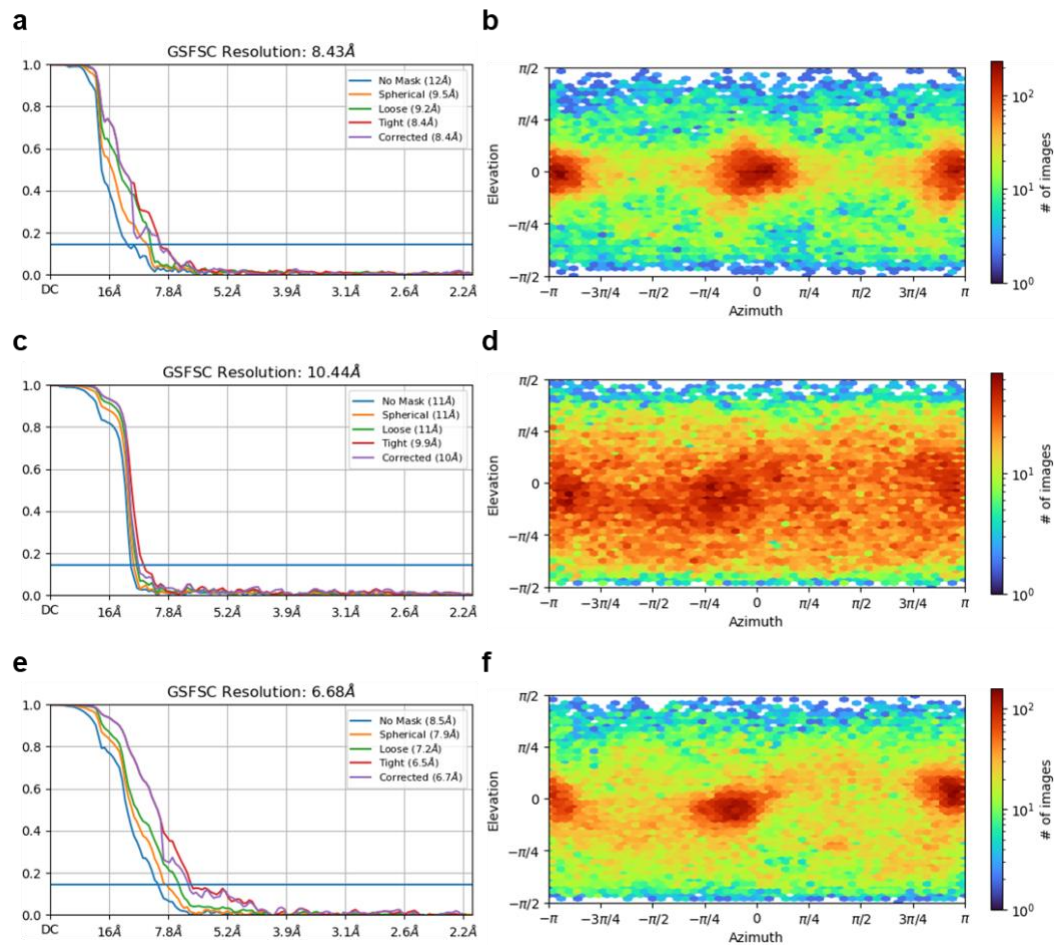 a
GSFSC Resolution: 8.43Å
1.0
0.8
0.6
0.4
0.2
0.0
No Mask (12Å)
Spherical (9.5Å)
Loose (9.2Å)
Tight (8.4Å)
Corrected (8.4Å)
DC 16Å 7.8Å 5.2Å 3.9Å 3.1Å 2.6Å 2.2Å
b
π/2
π/4
0
−π/4
−π/2
Elevation
−π −3π/4 −π/2 −π/4 0 π/4 π/2 3π/4 π
Azimuth
10²
10¹
10⁰
# of images
c
GSFSC Resolution: 10.44Å
1.0
0.8
0.6
0.4
0.2
0.0
No Mask (11Å)
Spherical (11Å)
Loose (11Å)
Tight (9.9Å)
Corrected (10Å)
DC 16Å 7.8Å 5.2Å 3.9Å 3.1Å 2.6Å 2.2Å
d
π/2
π/4
0
−π/4
−π/2
Elevation
−π −3π/4 −π/2 −π/4 0 π/4 π/2 3π/4 π
Azimuth
10¹
10⁰
# of images
e
GSFSC Resolution: 6.68Å
1.0
0.8
0.6
0.4
0.2
0.0
No Mask (8.5Å)
Spherical (7.9Å)
Loose (7.2Å)
Tight (6.5Å)
Corrected (6.7Å)
DC 16Å 7.8Å 5.2Å 3.9Å 3.1Å 2.6Å 2.2Å
f
π/2
π/4
0
−π/4
−π/2
Elevation
−π −3π/4 −π/2 −π/4 0 π/4 π/2 3π/4 π
Azimuth
10²
10¹
10⁰
# of images